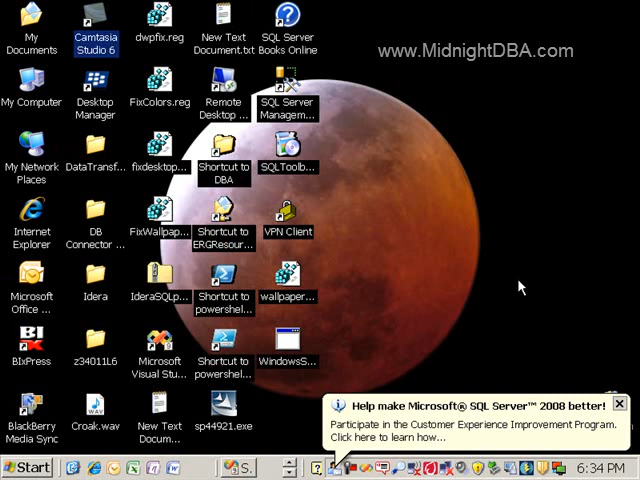 My Documents
Camtasia Studio 6
dwpfix.reg
New Text Document.txt
SQL Server Books Online
www.MidnightDBA.com
My Computer
Desktop Manager
FixColors.reg
Remote Desktop ...
SQL Server Managem...
My Network Places
DataTransf...
fixdesktop...
Shortcut to DBA
SQLToolb...
Internet Explorer
DB Connector ...
FixWallpap...
Shortcut to ERGResour...
VPN Client
Microsoft Office ...
Idera
IderaSQLp...
Shortcut to powershel...
wallpaper...
BIxPress
z34011L6
Microsoft Visual Stu...
Shortcut to powershel...
WindowsS...
BlackBerry Media Sync
Croak.wav
New Text Docum...
sp44921.exe
Help make Microsoft® SQL Server™ 2008 better!
Participate in the Customer Experience Improvement Program.
Click here to learn how...
Start
S.
6:34 PM